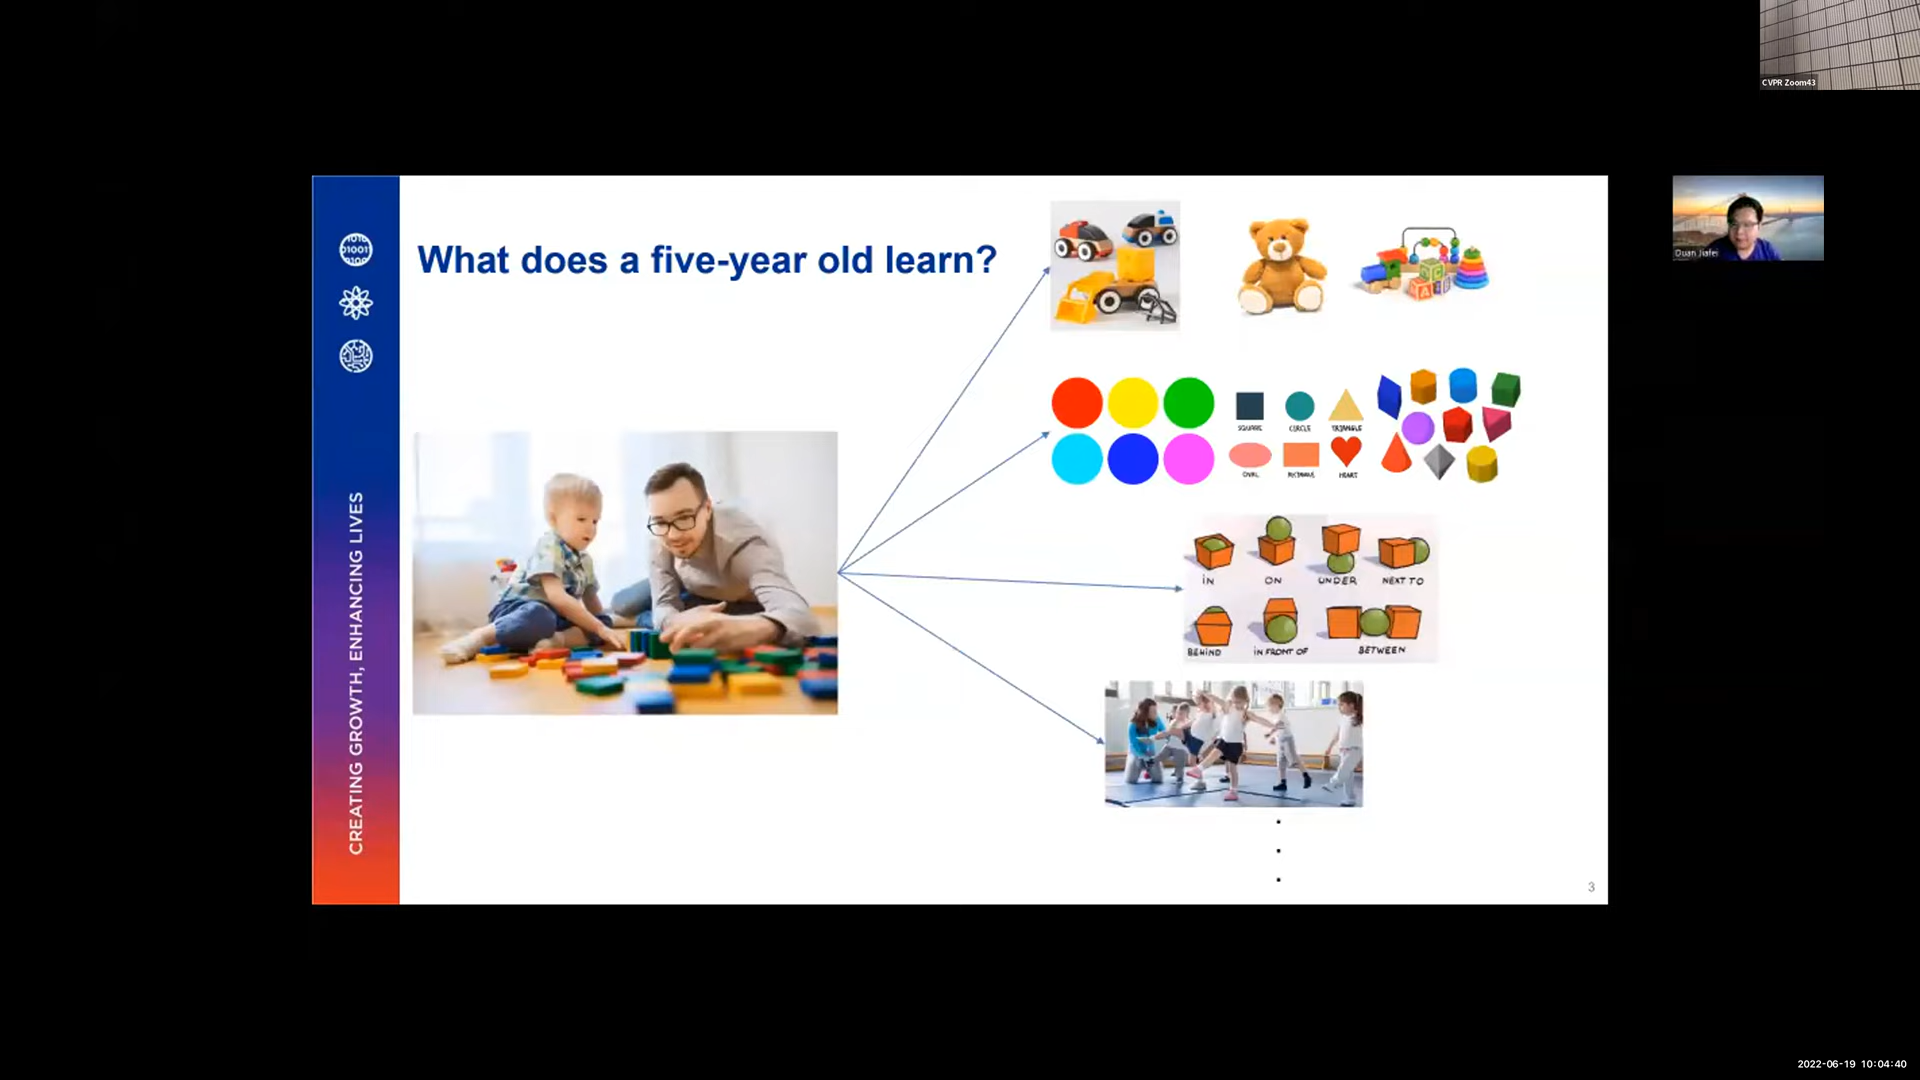 CVPR Zoom43
Duan Jiafei
What does a five-year old learn?
CREATING GROWTH, ENHANCING LIVES
SQUARE
CIRCLE
TRIANGLE
OVAL
RECTANGLE
HEART
IN
ON
UNDER
NEXT TO
BEHIND
IN FRONT OF
BETWEEN
3
2022-06-19 10:04:40